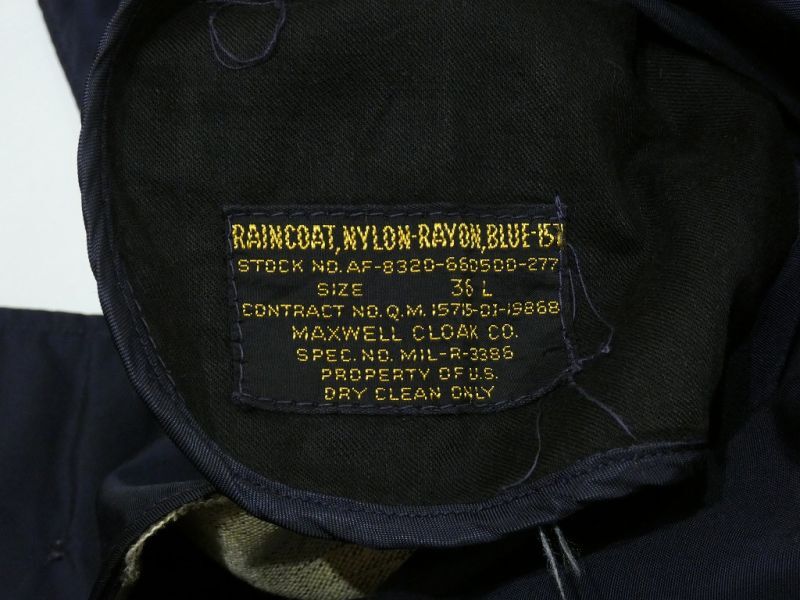 RAINCOAT, NYLON-RAYON, BLUE-157
STOCK NO. AF-8320-660500-277
SIZE 36 L
CONTRACT NO. Q.M. 15715-OI-19868
MAXWELL CLOAK CO.
SPEC. NO. MIL-R-3386
PROPERTY OF U.S.
DRY CLEAN ONLY